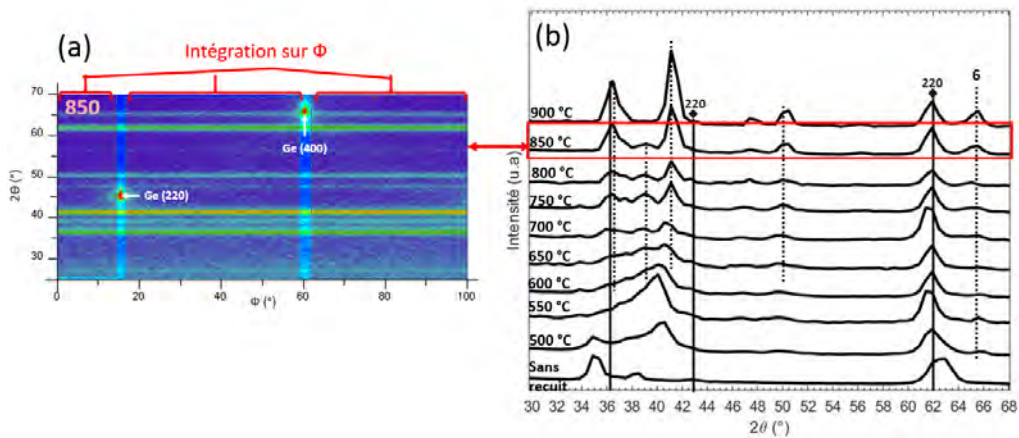 (a)
Intégration sur Φ
850
70
60
50
40
30
2Θ (°)
Ge (400)
Ge (220)
0
20
40
60
80
100
Φ (°)
(b)
Intensité (u.a)
900 °C
850 °C
800 °C
750 °C
700 °C
650 °C
600 °C
550 °C
500 °C
Sans
recuit
220
220
6
30 32 34 36 38 40 42 44 46 48 50 52 54 56 58 60 62 64 66 68
2θ (°)